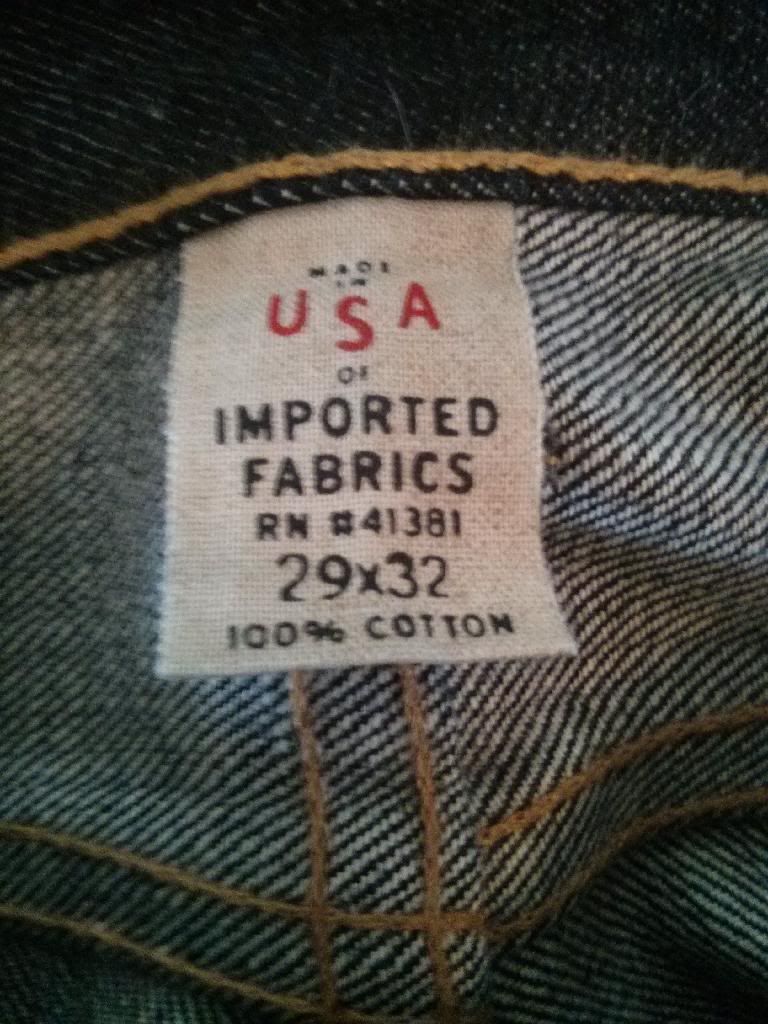 MADE
IN
USA
OF
IMPORTED
FABRICS
RN #41381
29x32
100% COTTON